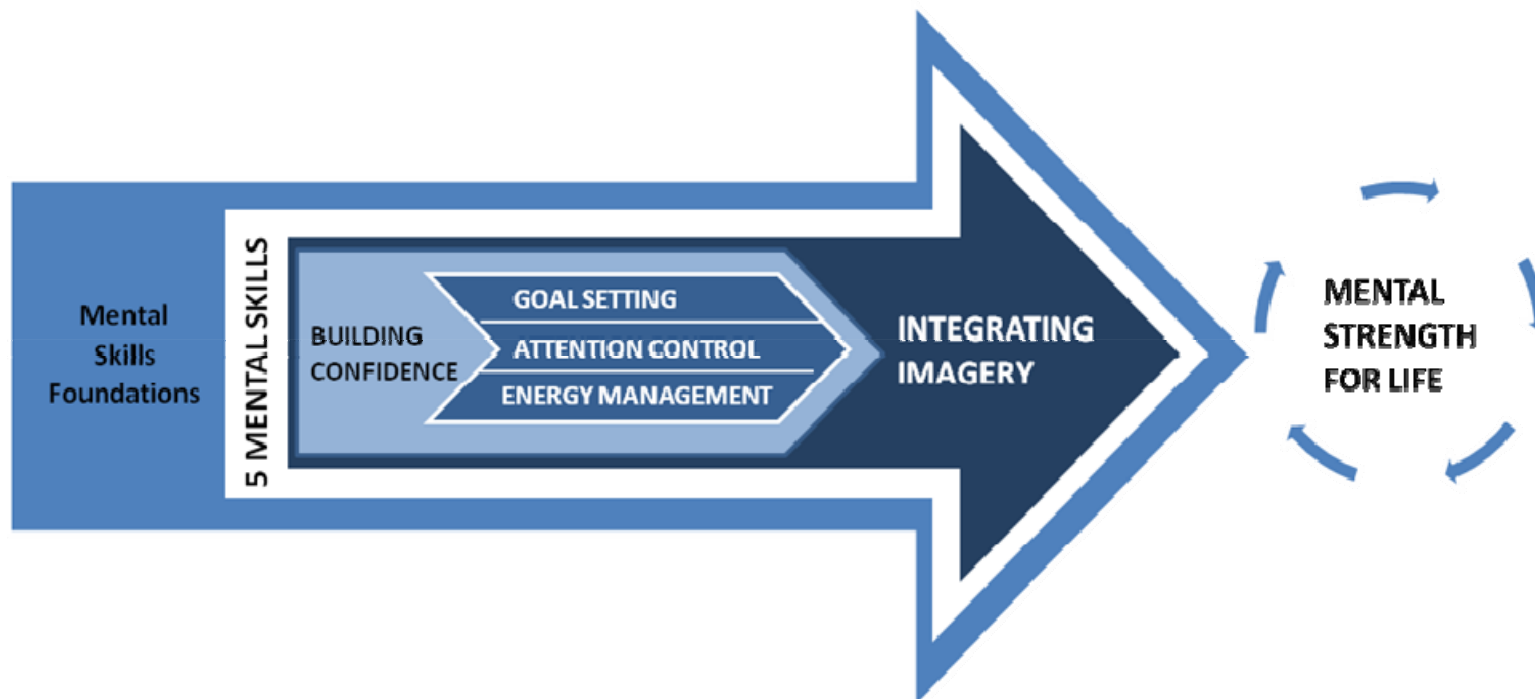 Mental
Skills
Foundations
5 MENTAL SKILLS
BUILDING
CONFIDENCE
GOAL SETTING
ATTENTION CONTROL
ENERGY MANAGEMENT
INTEGRATING
IMAGERY
MENTAL
STRENGTH
FOR LIFE